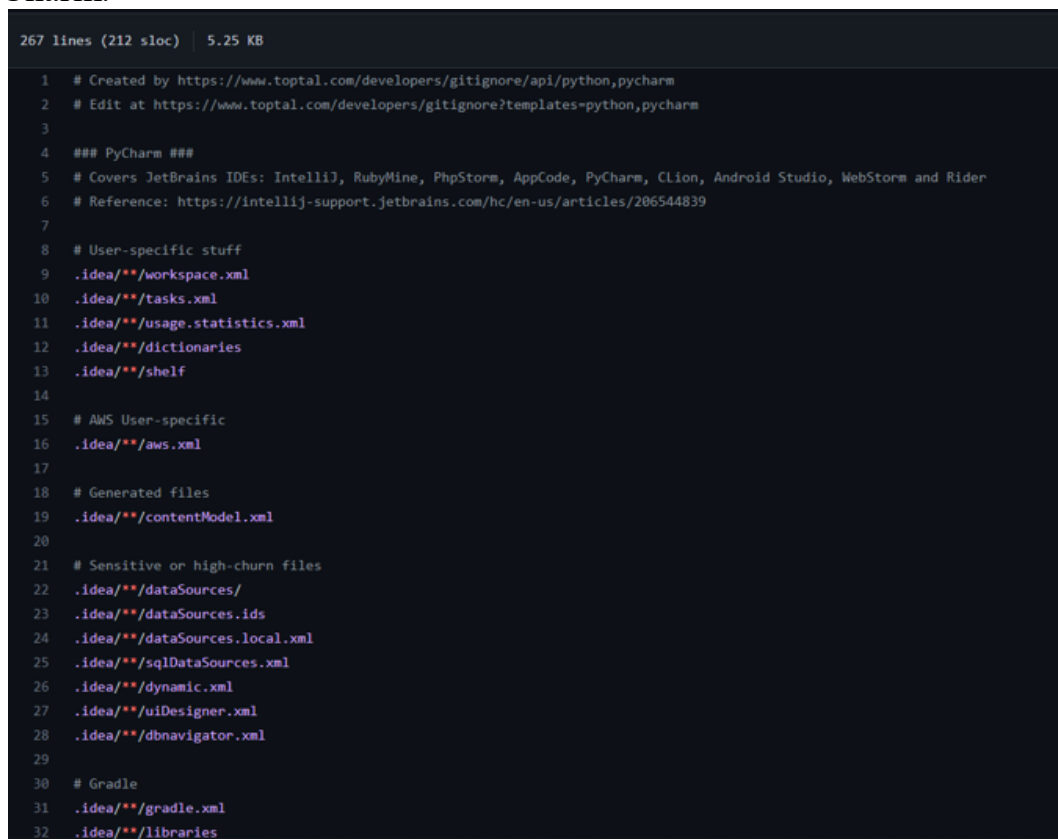 267 lines (212 sloc) 5.25 KB
1 # Created by https://www.toptal.com/developers/gitignore/api/python,pycharm
2 # Edit at https://www.toptal.com/developers/gitignore?templates=python,pycharm
3
4 ### PyCharm ###
5 # Covers JetBrains IDEs: IntelliJ, RubyMine, PhpStorm, AppCode, PyCharm, CLion, Android Studio, WebStorm and Rider
6 # Reference: https://intellij-support.jetbrains.com/hc/en-us/articles/206544839
7
8 # User-specific stuff
9 .idea/**/workspace.xml
10 .idea/**/tasks.xml
11 .idea/**/usage.statistics.xml
12 .idea/**/dictionaries
13 .idea/**/shelf
14
15 # AWS User-specific
16 .idea/**/aws.xml
17
18 # Generated files
19 .idea/**/contentModel.xml
20
21 # Sensitive or high-churn files
22 .idea/**/dataSources/
23 .idea/**/dataSources.ids
24 .idea/**/dataSources.local.xml
25 .idea/**/sqlDataSources.xml
26 .idea/**/dynamic.xml
27 .idea/**/uiDesigner.xml
28 .idea/**/dbnavigator.xml
29
30 # Gradle
31 .idea/**/gradle.xml
32 .idea/**/libraries